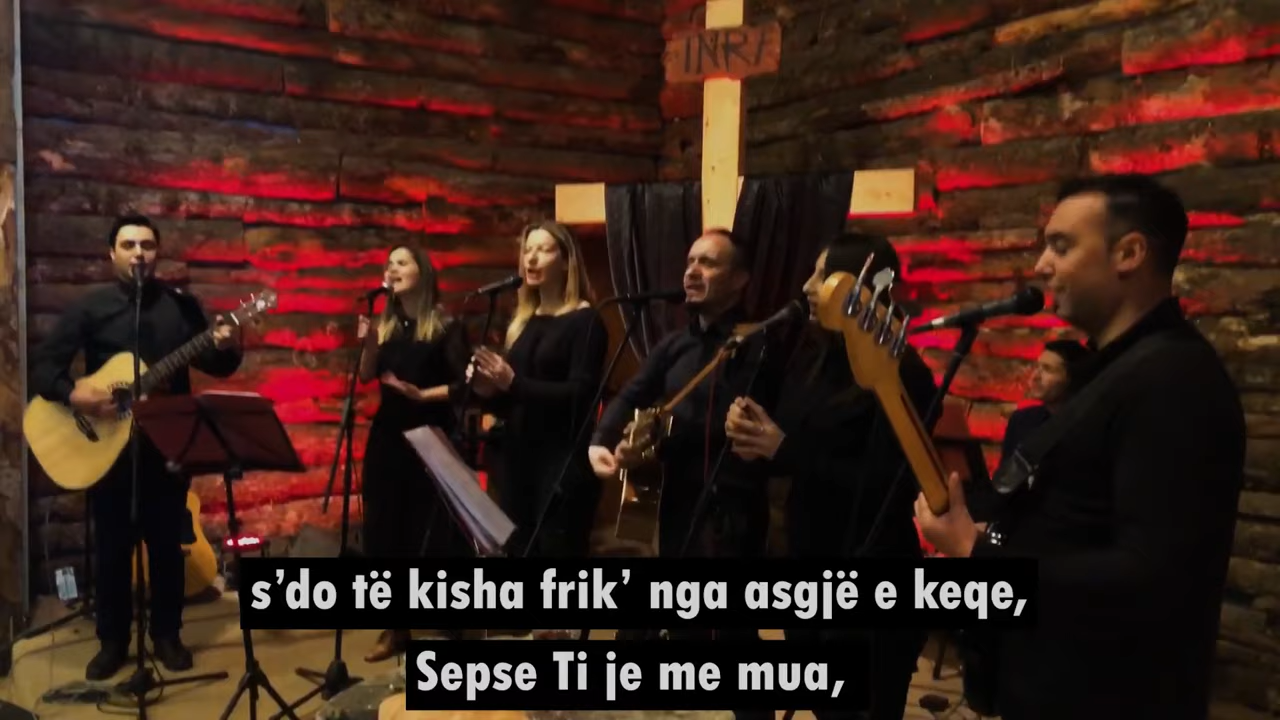 INRI
s’do të kisha frik’ nga asgjë e keqe,
Sepse Ti je me mua,